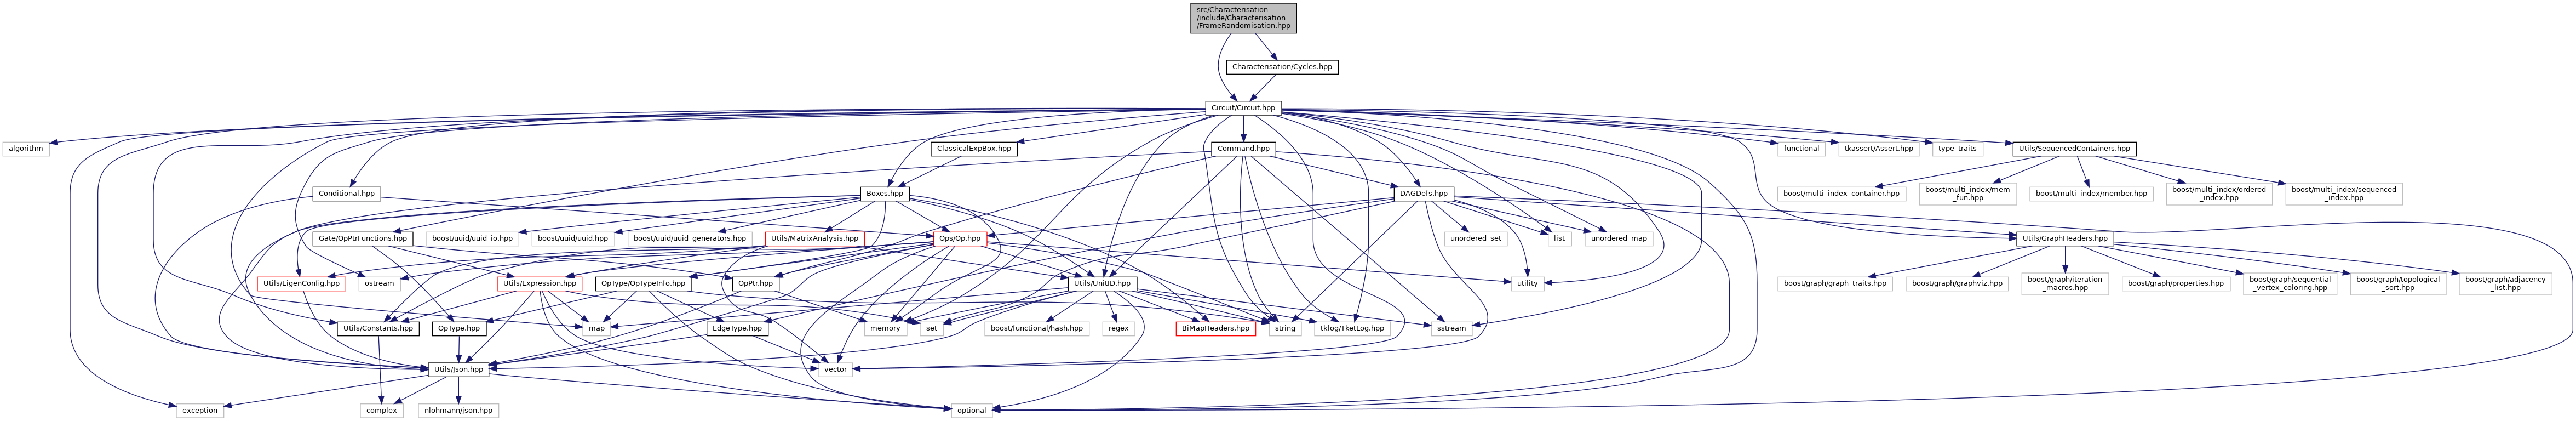 src/Characterisation
/include/Characterisation
/FrameRandomisation.hpp
Characterisation/Cycles.hpp
Circuit/Circuit.hpp
algorithm
ClassicalExpBox.hpp
Command.hpp
functional
tkassert/Assert.hpp
type_traits
Utils/SequencedContainers.hpp
Conditional.hpp
Boxes.hpp
DAGDefs.hpp
boost/multi_index_container.hpp
boost/multi_index/mem
_fun.hpp
boost/multi_index/member.hpp
boost/multi_index/ordered
_index.hpp
boost/multi_index/sequenced
_index.hpp
Gate/OpPtrFunctions.hpp
boost/uuid/uuid_io.hpp
boost/uuid/uuid.hpp
boost/uuid/uuid_generators.hpp
Utils/MatrixAnalysis.hpp
Ops/Op.hpp
unordered_set
list
unordered_map
Utils/GraphHeaders.hpp
Utils/EigenConfig.hpp
ostream
Utils/Expression.hpp
OpType/OpTypeInfo.hpp
OpPtr.hpp
Utils/UnitID.hpp
utility
boost/graph/graph_traits.hpp
boost/graph/graphviz.hpp
boost/graph/iteration
_macros.hpp
boost/graph/properties.hpp
boost/graph/sequential
_vertex_coloring.hpp
boost/graph/topological
_sort.hpp
boost/graph/adjacency
_list.hpp
Utils/Constants.hpp
OpType.hpp
map
EdgeType.hpp
memory
set
boost/functional/hash.hpp
regex
BiMapHeaders.hpp
string
tklog/TketLog.hpp
sstream
Utils/Json.hpp
vector
exception
complex
nlohmann/json.hpp
optional